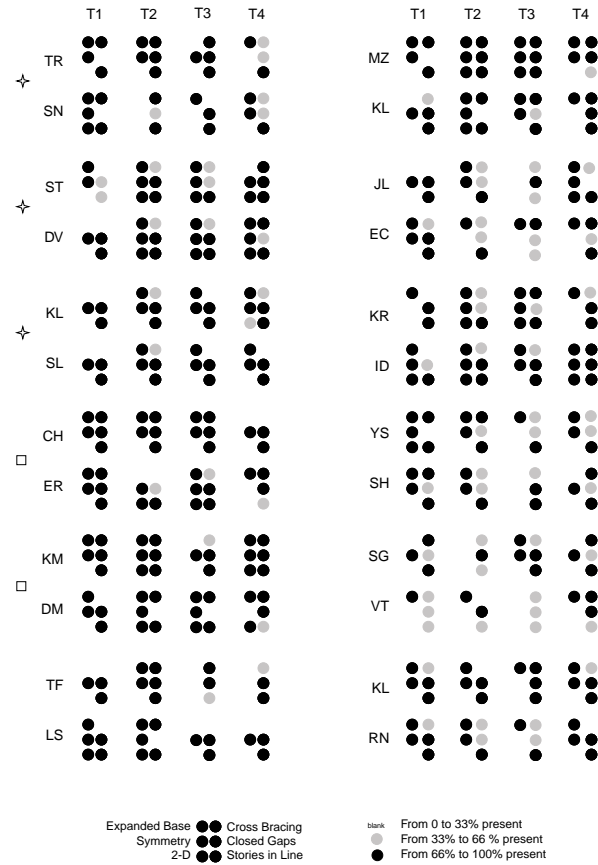 T1 T2 T3 T4 T1 T2 T3 T4
TR MZ
SN KL
ST JL
DV EC
KL KR
SL ID
CH YS
ER SH
KM SG
DM VT
TF KL
LS RN
Expanded Base Cross Bracing blank From 0 to 33% present
Symmetry Closed Gaps From 33% to 66 % present
2-D Stories in Line From 66% to 100% present